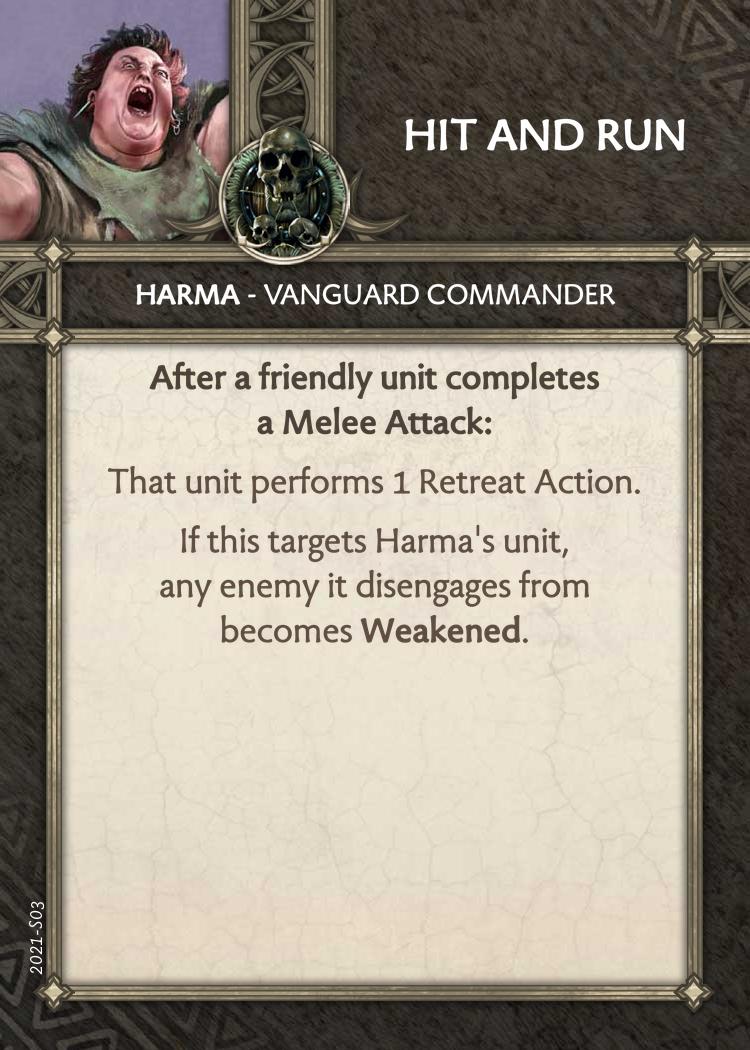 HIT AND RUN
HARMA - VANGUARD COMMANDER
After a friendly unit completes
a Melee Attack:
That unit performs 1 Retreat Action.
If this targets Harma's unit,
any enemy it disengages from
becomes Weakened.
2021-S03